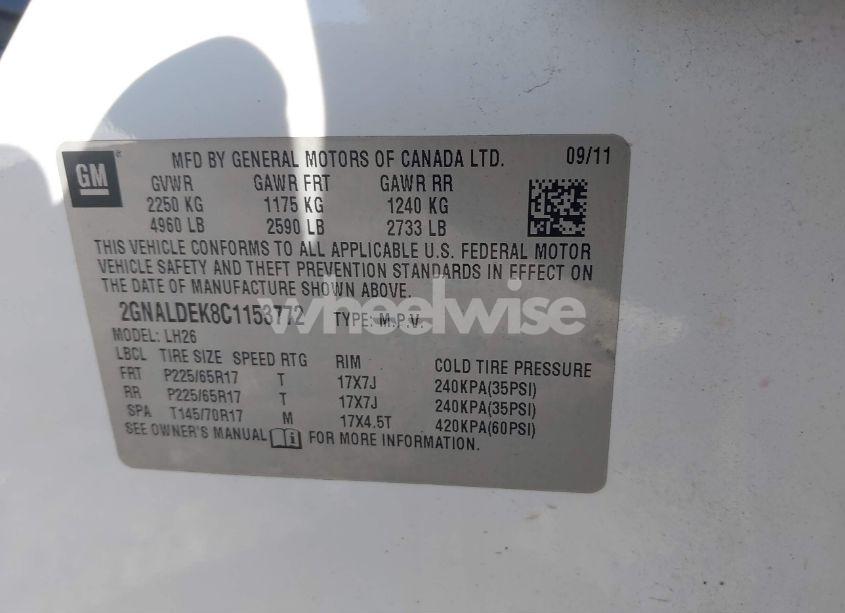 GM
MFD BY GENERAL MOTORS OF CANADA LTD. 09/11
GVWR GAWR FRT GAWR RR
2250 KG 1175 KG 1240 KG
4960 LB 2590 LB 2733 LB
THIS VEHICLE CONFORMS TO ALL APPLICABLE U.S. FEDERAL MOTOR
VEHICLE SAFETY AND THEFT PREVENTION STANDARDS IN EFFECT ON
THE DATE OF MANUFACTURE SHOWN ABOVE.
2GNALDEK8C1153772 TYPE: M.P.V.
wheelwise
MODEL: LH26
LBCL TIRE SIZE SPEED RTG RIM COLD TIRE PRESSURE
FRT P225/65R17 T 17X7J 240KPA(35PSI)
RR P225/65R17 T 17X7J 240KPA(35PSI)
SPA T145/70R17 M 17X4.5T 420KPA(60PSI)
SEE OWNER'S MANUAL i FOR MORE INFORMATION.